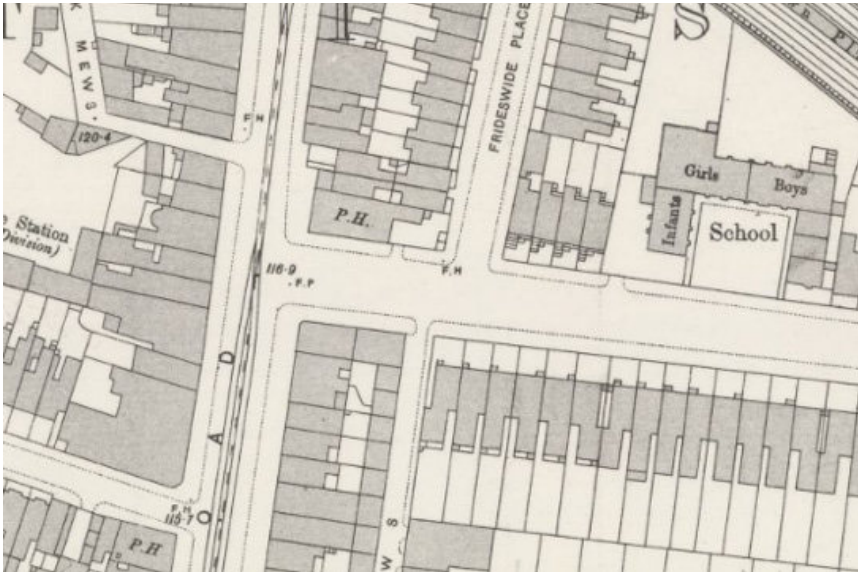 K MEWS
F.H
120·4
FRIDESWIDE PLACE
S
P.H.
Girls
Boys
Infants
School
Station
Division)
116·9
F.P
F.H
R O A D
F.H
115·7
P.H
W S